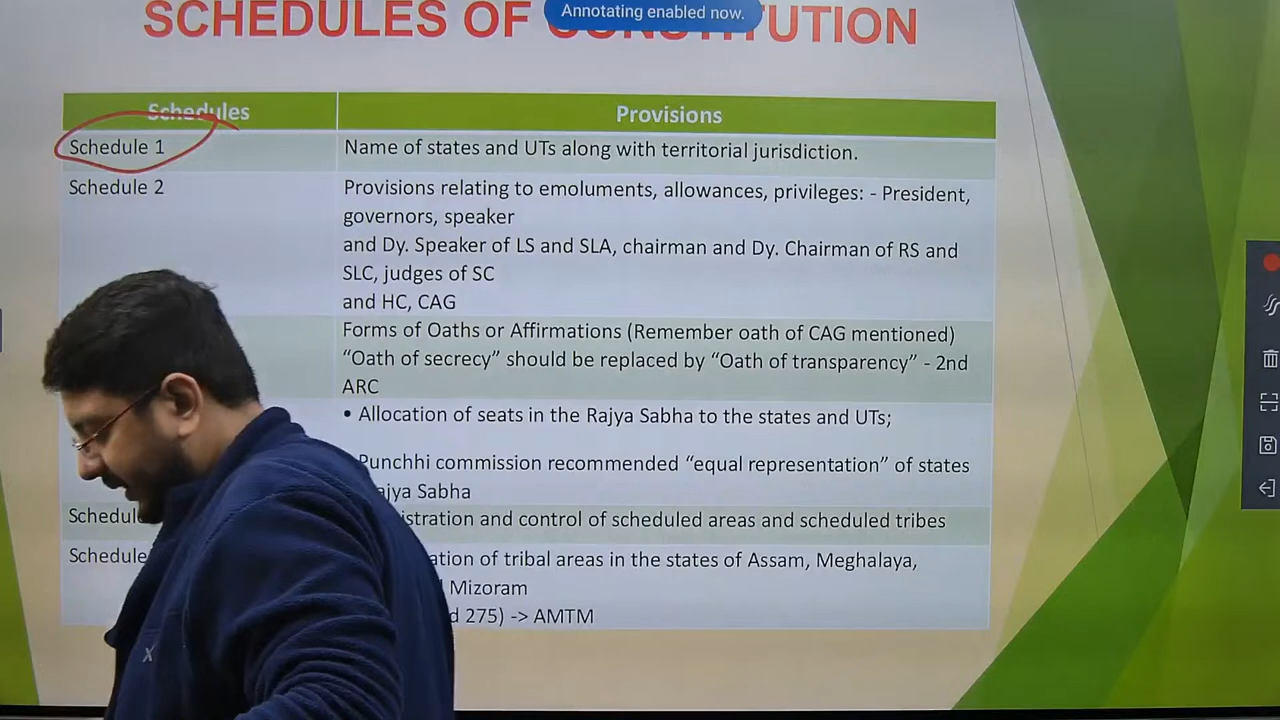 SCHEDULES OF CONSTITUTION
Annotating enabled now.
Schedules Provisions
Schedule 1 Name of states and UTs along with territorial jurisdiction.
Schedule 2 Provisions relating to emoluments, allowances, privileges: - President,
governors, speaker
and Dy. Speaker of LS and SLA, chairman and Dy. Chairman of RS and
SLC, judges of SC
and HC, CAG
Forms of Oaths or Affirmations (Remember oath of CAG mentioned)
“Oath of secrecy” should be replaced by “Oath of transparency” - 2nd
ARC
• Allocation of seats in the Rajya Sabha to the states and UTs;
Punchhi commission recommended “equal representation” of states
Rajya Sabha
Schedule istration and control of scheduled areas and scheduled tribes
Schedule ation of tribal areas in the states of Assam, Meghalaya,
Mizoram
d 275) -> AMTM
X